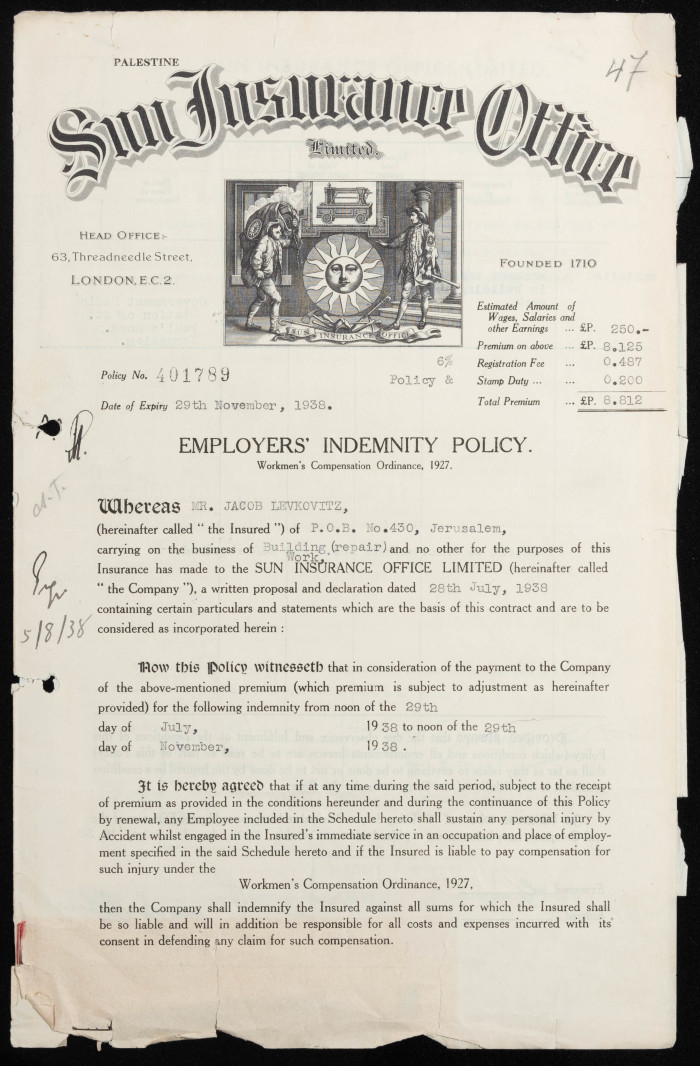 PALESTINE
47
Sun Insurance Office
Limited.
HEAD OFFICE:-
63, Threadneedle Street,
LONDON, E.C.2.
SUN INSURANCE OFFICE
FOUNDED 1710
Estimated Amount of
Wages, Salaries and
other Earnings ... £P. 250.-
Premium on above ... £P. 8.125
6%
Registration Fee ... 0.487
Policy No. 401789
Policy & Stamp Duty ... ... 0.200
Total Premium ... £P. 8.812
Date of Expiry 29th November, 1938.
EMPLOYERS' INDEMNITY POLICY.
Workmen's Compensation Ordinance, 1927.
Whereas MR. JACOB LEVKOVITZ,
(hereinafter called "the Insured") of P.O.B. No.430, Jerusalem,
carrying on the business of Building (repair) and no other for the purposes of this
Work.
Insurance has made to the SUN INSURANCE OFFICE LIMITED (hereinafter called
"the Company"), a written proposal and declaration dated 28th July, 1938
containing certain particulars and statements which are the basis of this contract and are to be
considered as incorporated herein :
5/8/38
Now this Policy witnesseth that in consideration of the payment to the Company
of the above-mentioned premium (which premium is subject to adjustment as hereinafter
provided) for the following indemnity from noon of the 29th
day of July, 1938 to noon of the 29th
day of November, 1938.
It is hereby agreed that if at any time during the said period, subject to the receipt
of premium as provided in the conditions hereunder and during the continuance of this Policy
by renewal, any Employee included in the Schedule hereto shall sustain any personal injury by
Accident whilst engaged in the Insured's immediate service in an occupation and place of employ-
ment specified in the said Schedule hereto and if the Insured is liable to pay compensation for
such injury under the
Workmen's Compensation Ordinance, 1927,
then the Company shall indemnify the Insured against all sums for which the Insured shall
be so liable and will in addition be responsible for all costs and expenses incurred with its
consent in defending any claim for such compensation.